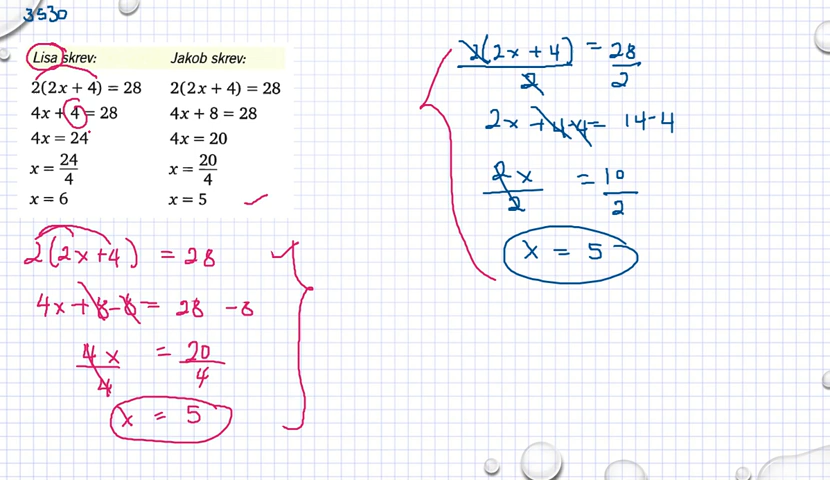 3530
Lisa skrev: Jakob skrev:
2(2x + 4) = 28 2(2x + 4) = 28
4x + 4 = 28 4x + 8 = 28
4x = 24 4x = 20
x = 24/4 x = 20/4
x = 6 x = 5
2(2x+4) = 28
4x+8-8 = 28 -8
4x/4 = 20/4
x = 5
2(2x + 4)/2 = 28/2
2x +4-4 = 14-4
2x/2 = 10/2
x = 5